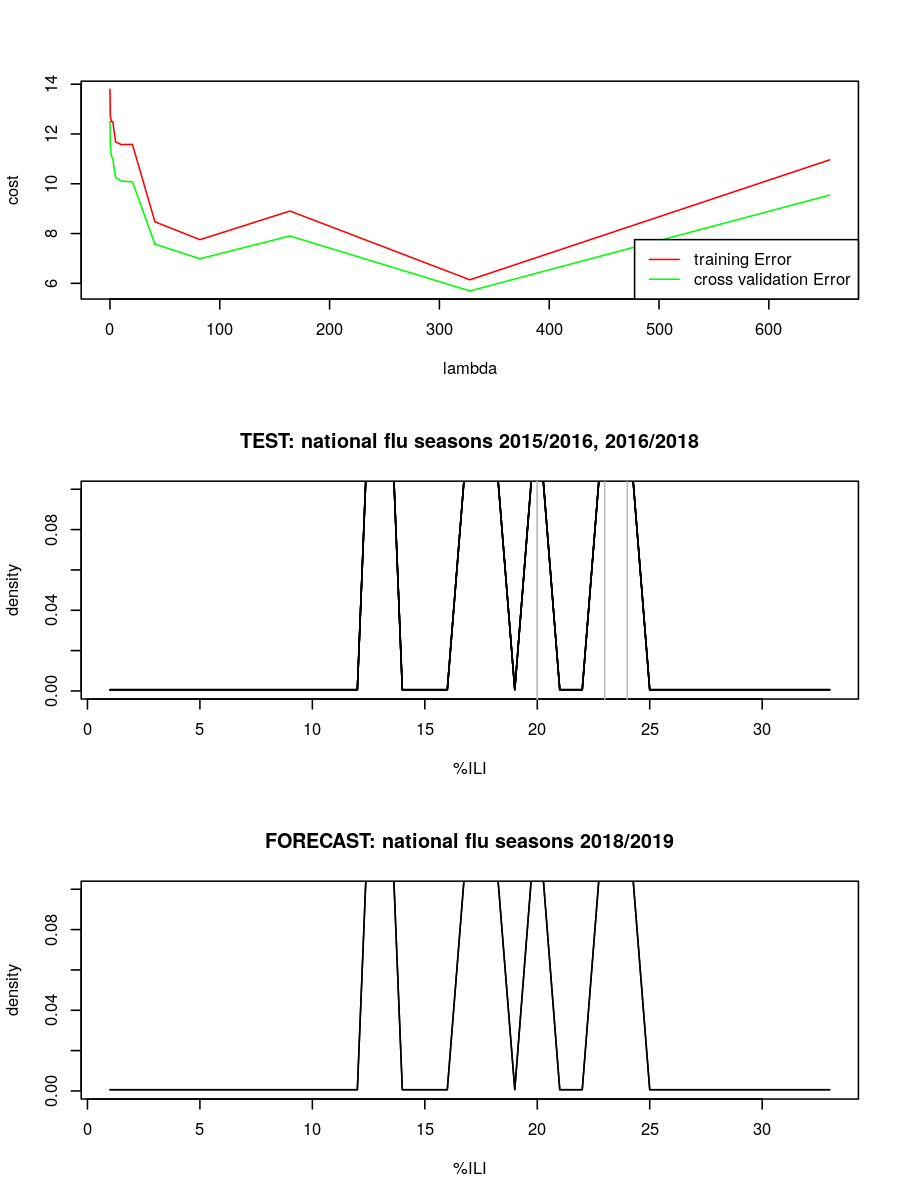 cost
14
12
10
8
6
training Error
cross validation Error
0 100 200 300 400 500 600
lambda
TEST: national flu seasons 2015/2016, 2016/2018
density
0.08
0.04
0.00
0 5 10 15 20 25 30
%ILI
FORECAST: national flu seasons 2018/2019
density
0.08
0.04
0.00
0 5 10 15 20 25 30
%ILI